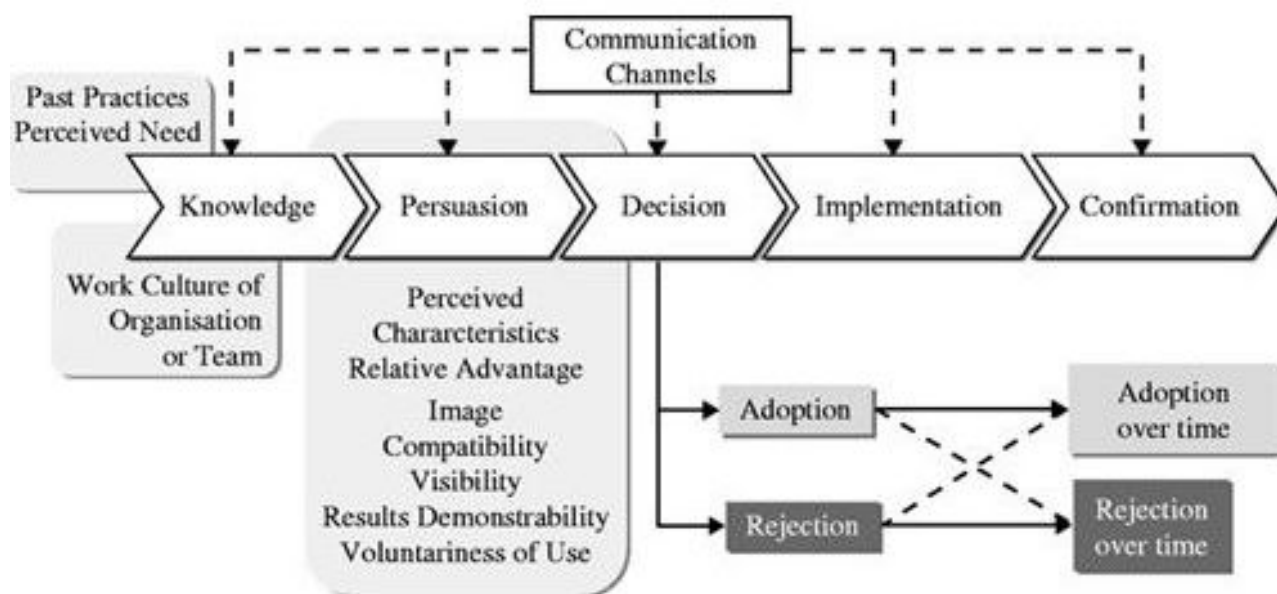 Communication
Channels
Past Practices
Perceived Need
Knowledge
Persuasion
Decision
Implementation
Confirmation
Work Culture of
Organisation
or Team
Perceived
Chararcteristics
Relative Advantage
Image
Compatibility
Visibility
Results Demonstrability
Voluntariness of Use
Adoption
Adoption
over time
Rejection
Rejection
over time